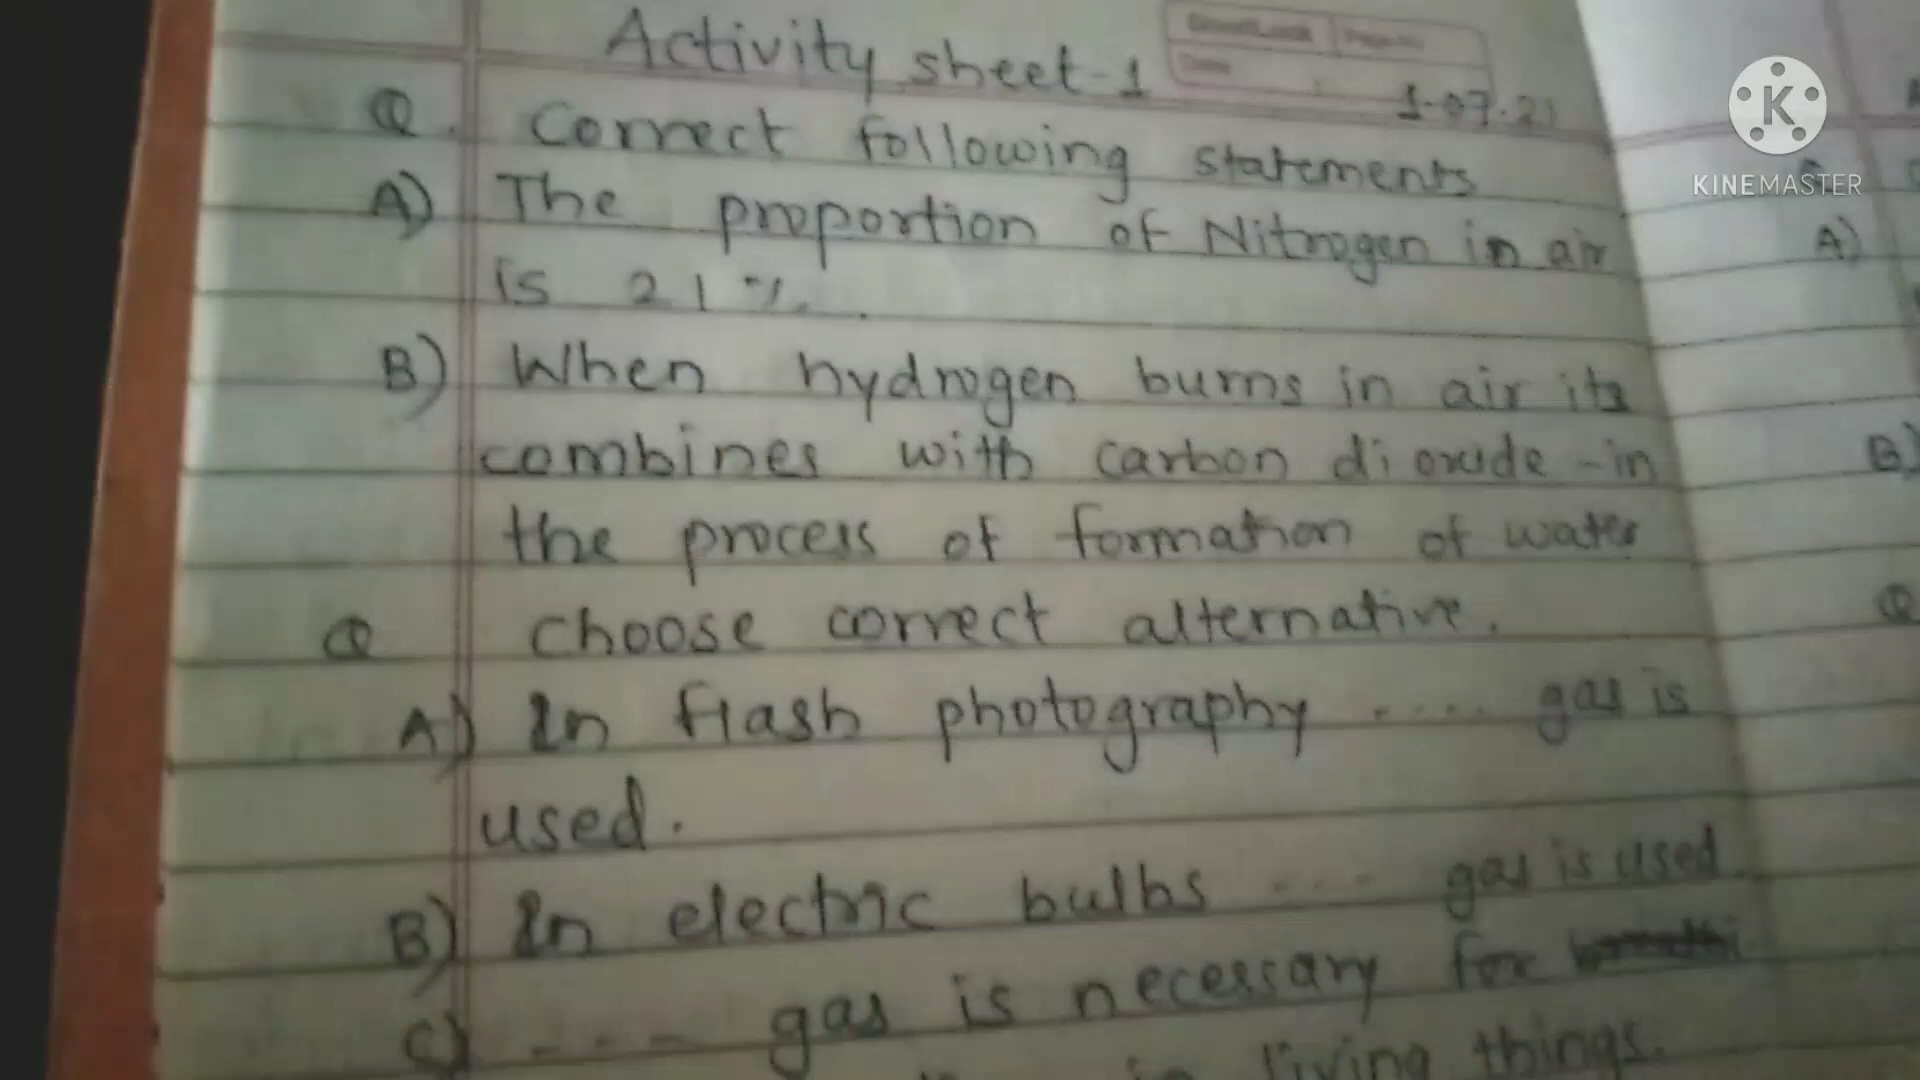 Activity sheet-1
1-07-21
Q. Correct following statements
A) The proportion of Nitrogen in air
is 21%.
B) When hydrogen burns in air its
combines with carbon dioxide -in
the process of formation of water
Q choose correct alternative.
A) In flash photography .... gas is
used.
B) In electric bulbs .... gas is used
C) .... gas is necessary for
in living things.
A)
B)
Q
KINEMASTER